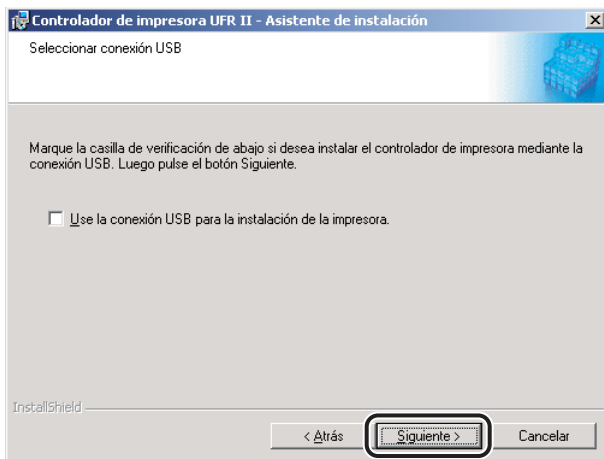 Controlador de impresora UFR II - Asistente de instalación
Seleccionar conexión USB
Marque la casilla de verificación de abajo si desea instalar el controlador de impresora mediante la
conexión USB. Luego pulse el botón Siguiente.
Use la conexión USB para la instalación de la impresora.
InstallShield
< Atrás Siguiente > Cancelar